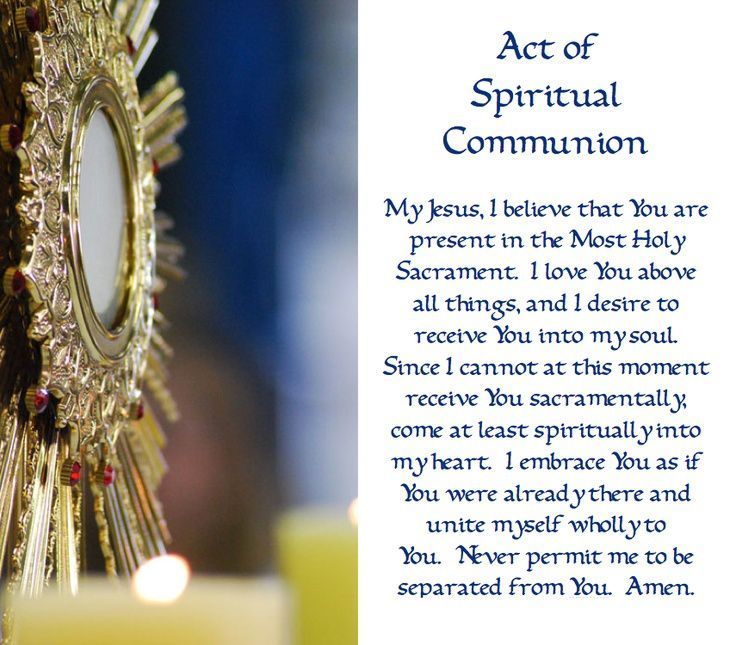 Act of
Spiritual
Communion
My Jesus, I believe that You are
present in the Most Holy
Sacrament. I love You above
all things, and I desire to
receive You into my soul.
Since I cannot at this moment
receive You sacramentally,
come at least spiritually into
my heart. I embrace You as if
You were already there and
unite myself wholly to
You. Never permit me to be
separated from You. Amen.